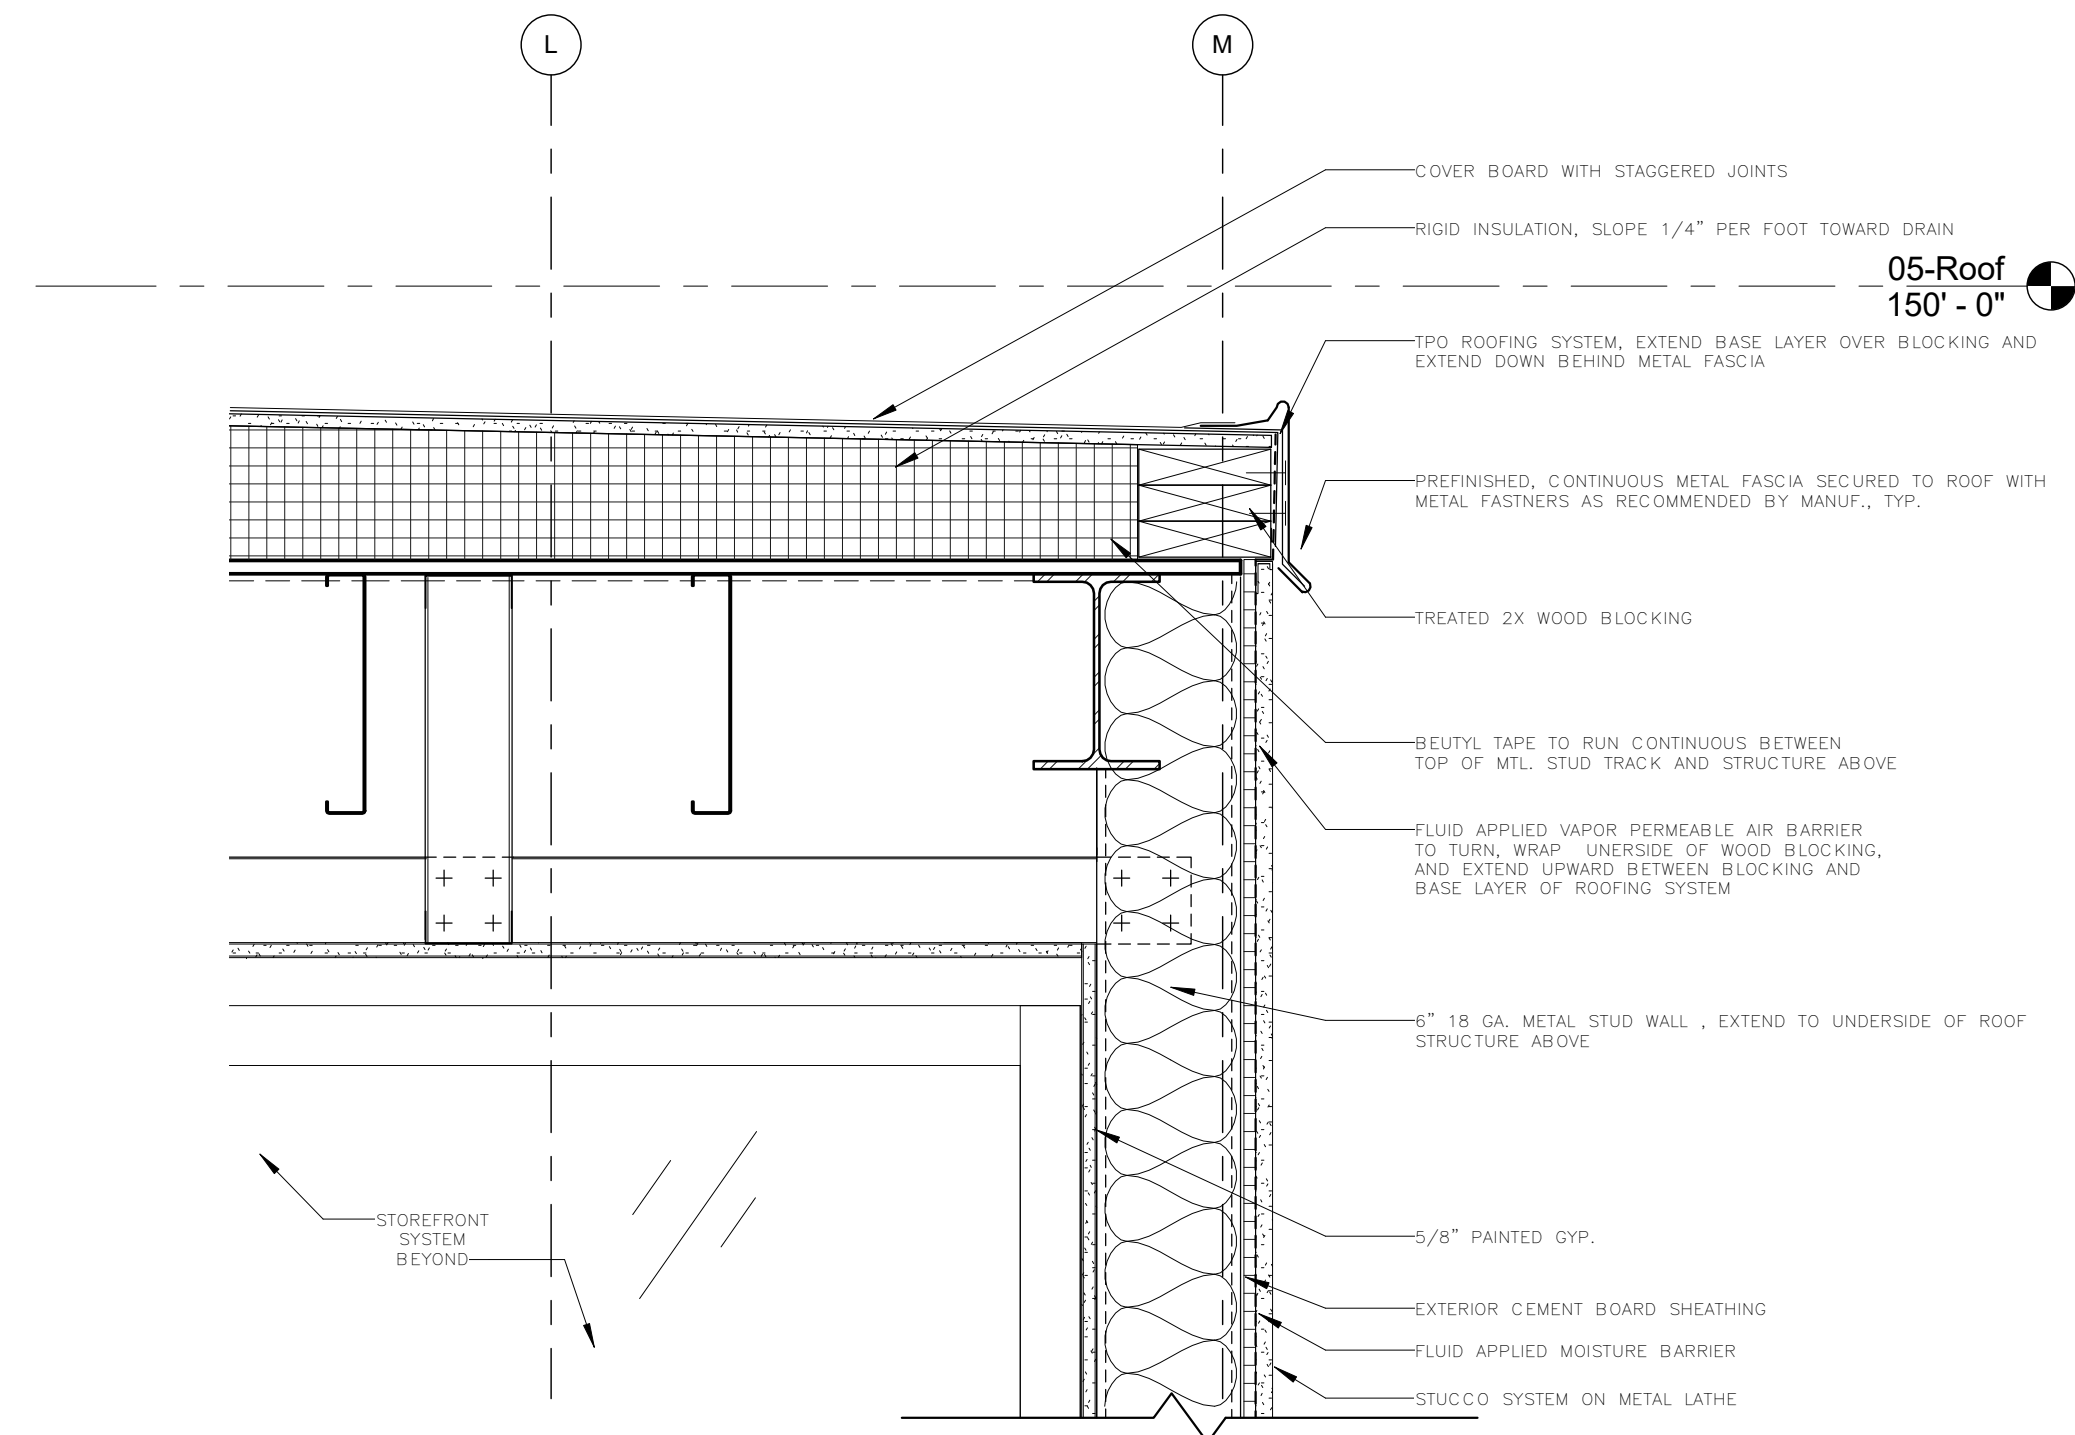 L
M
COVER BOARD WITH STAGGERED JOINTS
RIGID INSULATION, SLOPE 1/4” PER FOOT TOWARD DRAIN
05-Roof
150' - 0"
TPO ROOFING SYSTEM, EXTEND BASE LAYER OVER BLOCKING AND
EXTEND DOWN BEHIND METAL FASCIA
PREFINISHED, CONTINUOUS METAL FASCIA SECURED TO ROOF WITH
METAL FASTNERS AS RECOMMENDED BY MANUF., TYP.
TREATED 2X WOOD BLOCKING
BEUTYL TAPE TO RUN CONTINUOUS BETWEEN
TOP OF MTL. STUD TRACK AND STRUCTURE ABOVE
FLUID APPLIED VAPOR PERMEABLE AIR BARRIER
TO TURN, WRAP UNERSIDE OF WOOD BLOCKING,
AND EXTEND UPWARD BETWEEN BLOCKING AND
BASE LAYER OF ROOFING SYSTEM
6” 18 GA. METAL STUD WALL , EXTEND TO UNDERSIDE OF ROOF
STRUCTURE ABOVE
STOREFRONT
SYSTEM
BEYOND
5/8” PAINTED GYP.
EXTERIOR CEMENT BOARD SHEATHING
FLUID APPLIED MOISTURE BARRIER
STUCCO SYSTEM ON METAL LATHE